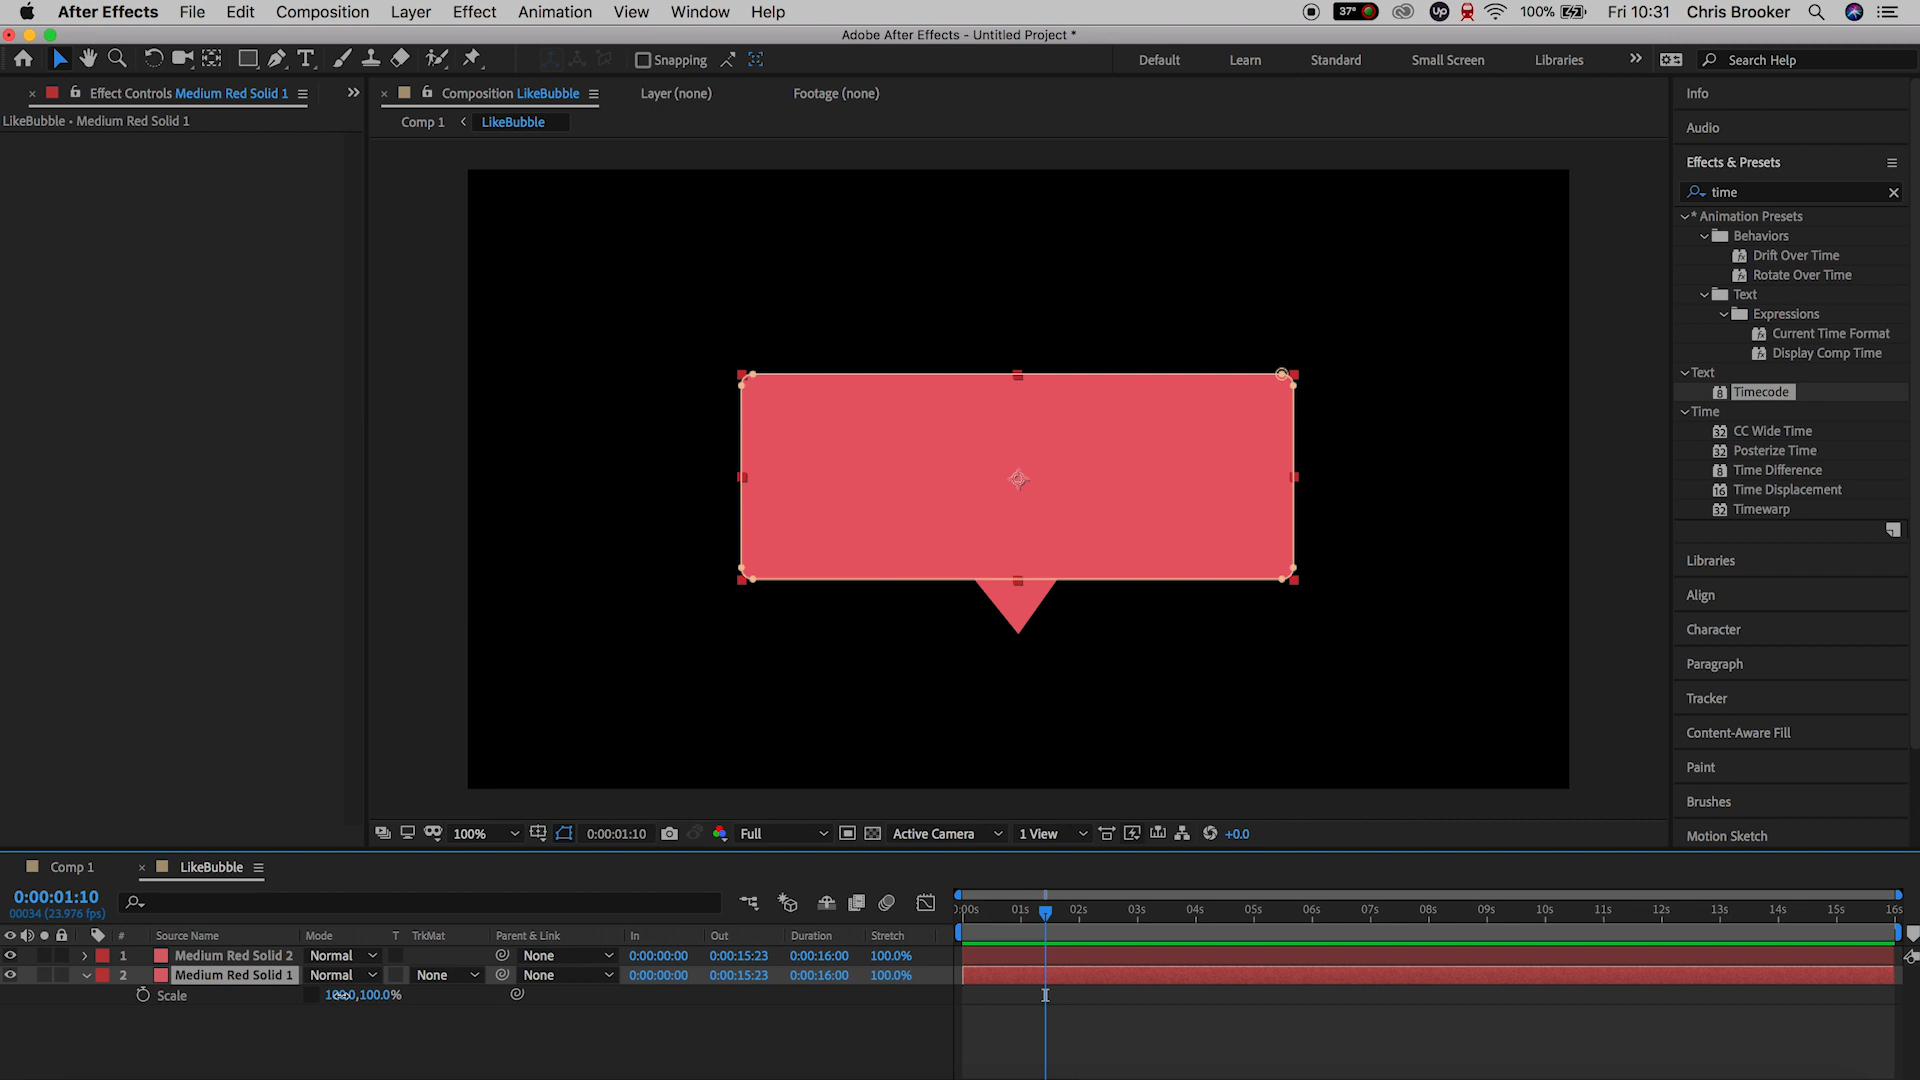 After Effects File Edit Composition Layer Effect Animation View Window Help 37° Up 100% Fri 10:31 Chris Brooker
Adobe After Effects - Untitled Project *
Snapping Default Learn Standard Small Screen Libraries Search Help
Effect Controls Medium Red Solid 1
LikeBubble • Medium Red Solid 1
Composition LikeBubble Layer (none) Footage (none)
Comp 1 LikeBubble
Info
Audio
Effects & Presets
time
* Animation Presets
Behaviors
Drift Over Time
Rotate Over Time
Text
Expressions
Current Time Format
Display Comp Time
Text
8 Timecode
Time
32 CC Wide Time
32 Posterize Time
8 Time Difference
16 Time Displacement
32 Timewarp
Libraries
Align
Character
Paragraph
Tracker
Content-Aware Fill
Paint
Brushes
Motion Sketch
100% 0:00:01:10 Full Active Camera 1 View +0.0
Comp 1 LikeBubble
0:00:01:10
00034 (23.976 fps)
:00s 01s 02s 03s 04s 05s 06s 07s 08s 09s 10s 11s 12s 13s 14s 15s 16s
# Source Name Mode T TrkMat Parent & Link In Out Duration Stretch
1 Medium Red Solid 2 Normal None 0:00:00:00 0:00:15:23 0:00:16:00 100.0%
2 Medium Red Solid 1 Normal None None 0:00:00:00 0:00:15:23 0:00:16:00 100.0%
Scale 100.0,100.0%